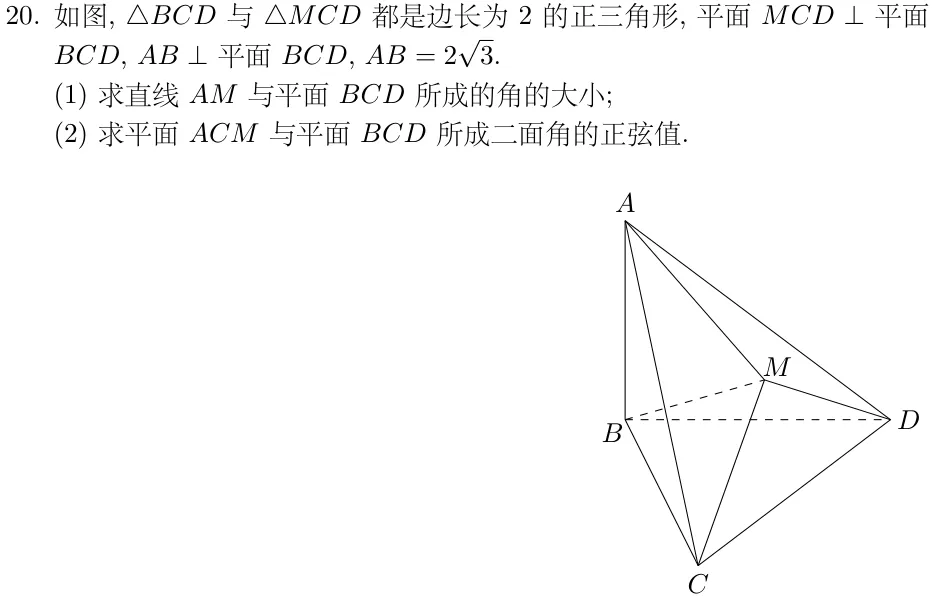 20. 如图, △BCD 与 △MCD 都是边长为 2 的正三角形, 平面 MCD ⊥ 平面
BCD, AB ⊥ 平面 BCD, AB = 2√3.
(1) 求直线 AM 与平面 BCD 所成的角的大小;
(2) 求平面 ACM 与平面 BCD 所成二面角的正弦值.
A
M
B
D
C